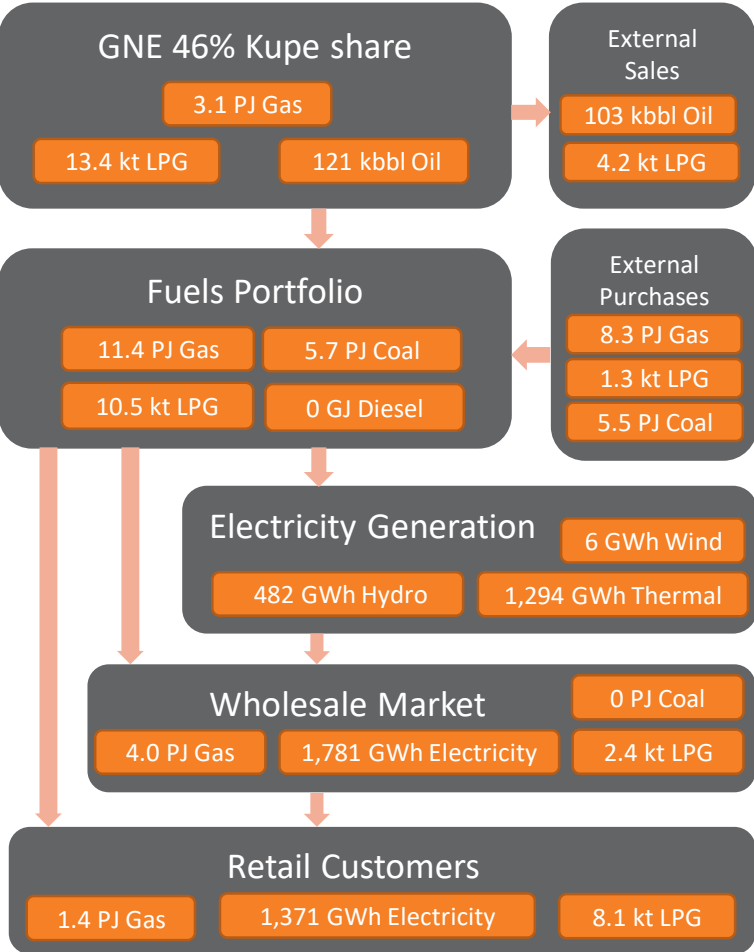 GNE 46% Kupe share
3.1 PJ Gas
13.4 kt LPG
121 kbbl Oil
External
Sales
103 kbbl Oil
4.2 kt LPG
Fuels Portfolio
11.4 PJ Gas
5.7 PJ Coal
10.5 kt LPG
0 GJ Diesel
External
Purchases
8.3 PJ Gas
1.3 kt LPG
5.5 PJ Coal
Electricity Generation
6 GWh Wind
482 GWh Hydro
1,294 GWh Thermal
Wholesale Market
0 PJ Coal
4.0 PJ Gas
1,781 GWh Electricity
2.4 kt LPG
Retail Customers
1.4 PJ Gas
1,371 GWh Electricity
8.1 kt LPG